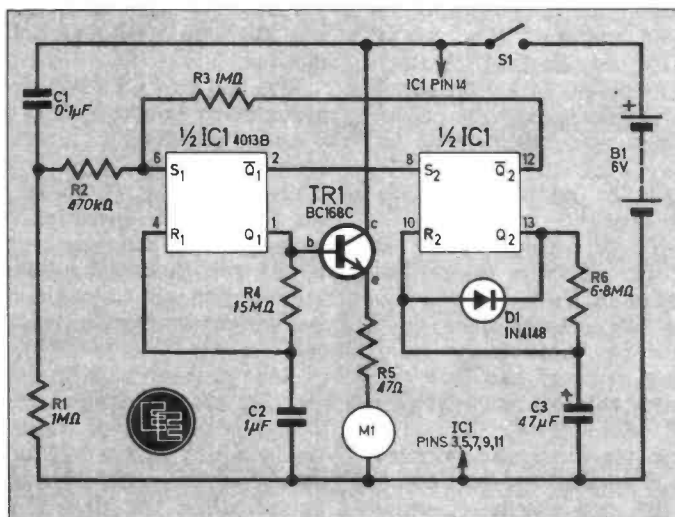 S1
IC1 PIN 14
R3 1MΩ
C1
0·1µF
½ IC1 4013B
½ IC1
B1
6V
+
R2
470kΩ
6 S₁ Q̅₁ 2
8 S₂ Q̅₂ 12
TR1
BC168C
4 R₁ Q₁ 1
10 R₂ Q₂ 13
b
c
e
R4
15MΩ
R6
6·8MΩ
D1
1N4148
R5
47Ω
R1
1MΩ
EE
C2
1µF
M1
IC1
PINS 3,5,7,9,11
+
C3
47µF